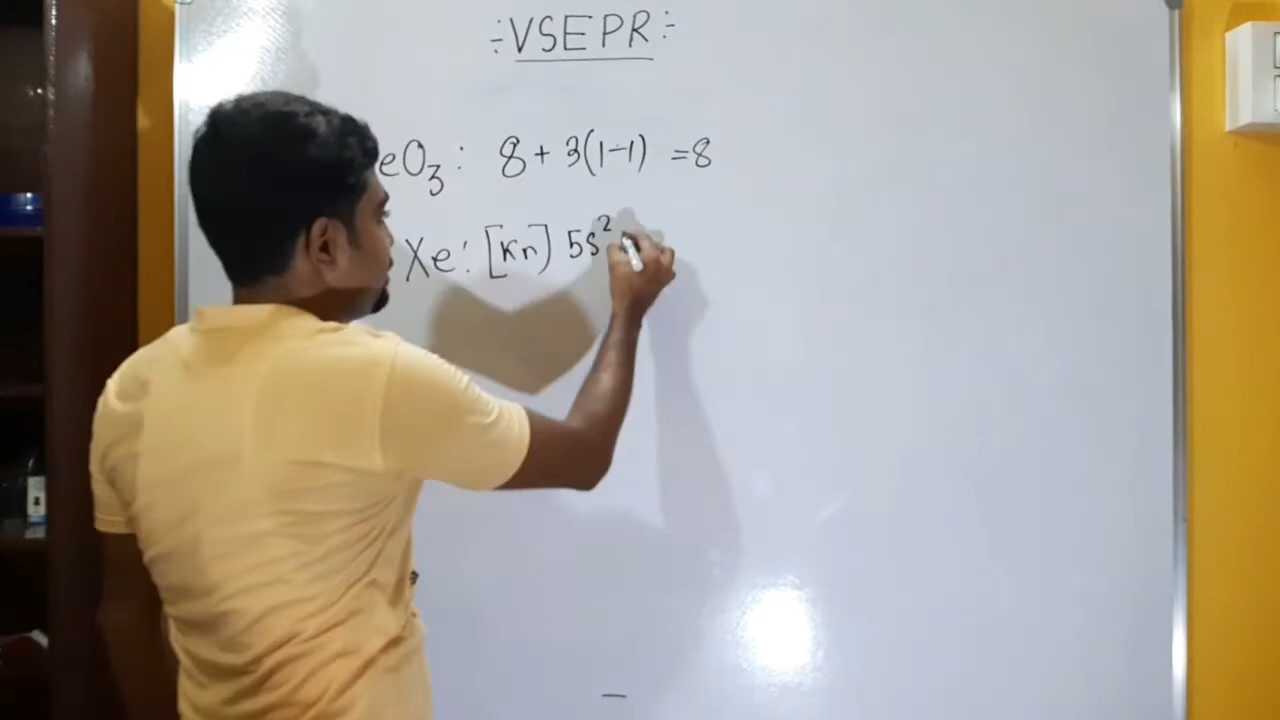 ÷VSEPR÷
eO₃: 8 + 3(1-1) = 8
Xe: [Kr] 5s²